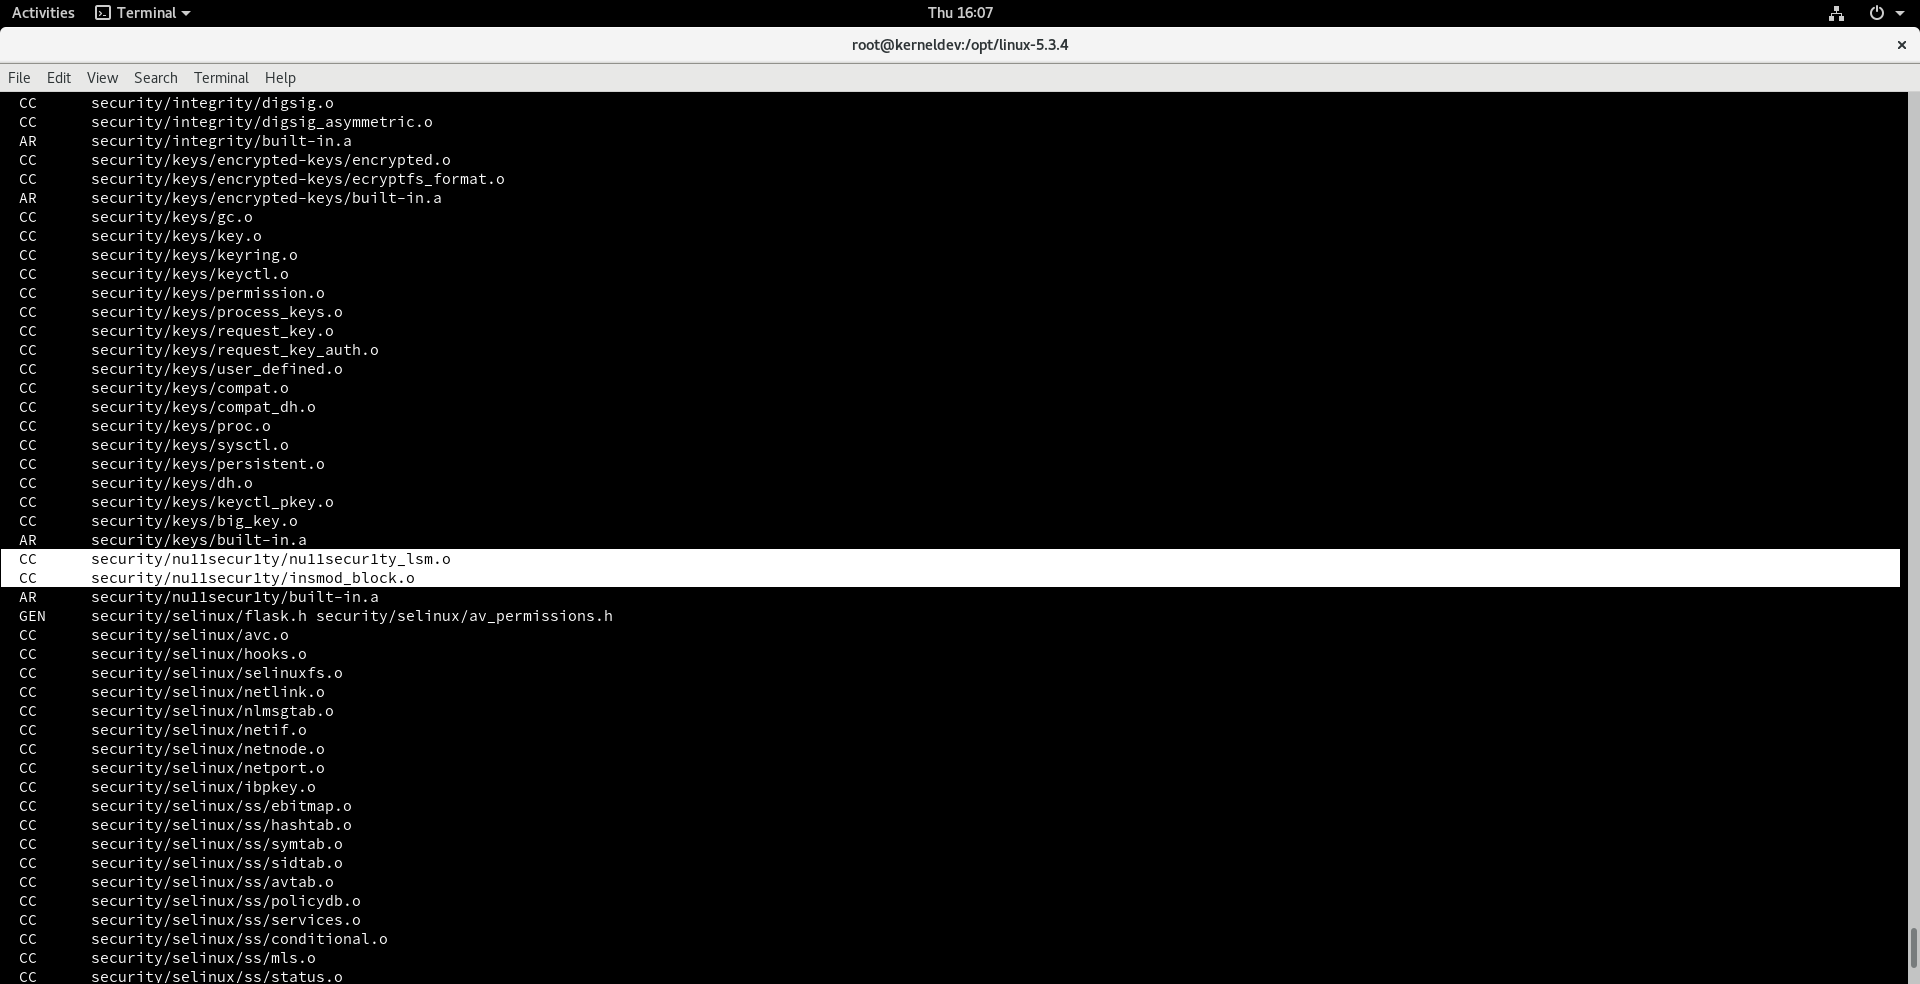 Activities Terminal Thu 16:07
root@kerneldev:/opt/linux-5.3.4 ×
File Edit View Search Terminal Help
CC security/integrity/digsig.o
CC security/integrity/digsig_asymmetric.o
AR security/integrity/built-in.a
CC security/keys/encrypted-keys/encrypted.o
CC security/keys/encrypted-keys/ecryptfs_format.o
AR security/keys/encrypted-keys/built-in.a
CC security/keys/gc.o
CC security/keys/key.o
CC security/keys/keyring.o
CC security/keys/keyctl.o
CC security/keys/permission.o
CC security/keys/process_keys.o
CC security/keys/request_key.o
CC security/keys/request_key_auth.o
CC security/keys/user_defined.o
CC security/keys/compat.o
CC security/keys/compat_dh.o
CC security/keys/proc.o
CC security/keys/sysctl.o
CC security/keys/persistent.o
CC security/keys/dh.o
CC security/keys/keyctl_pkey.o
CC security/keys/big_key.o
AR security/keys/built-in.a
CC security/nu11secur1ty/nu11secur1ty_lsm.o
CC security/nu11secur1ty/insmod_block.o
AR security/nu11secur1ty/built-in.a
GEN security/selinux/flask.h security/selinux/av_permissions.h
CC security/selinux/avc.o
CC security/selinux/hooks.o
CC security/selinux/selinuxfs.o
CC security/selinux/netlink.o
CC security/selinux/nlmsgtab.o
CC security/selinux/netif.o
CC security/selinux/netnode.o
CC security/selinux/netport.o
CC security/selinux/ibpkey.o
CC security/selinux/ss/ebitmap.o
CC security/selinux/ss/hashtab.o
CC security/selinux/ss/symtab.o
CC security/selinux/ss/sidtab.o
CC security/selinux/ss/avtab.o
CC security/selinux/ss/policydb.o
CC security/selinux/ss/services.o
CC security/selinux/ss/conditional.o
CC security/selinux/ss/mls.o
CC security/selinux/ss/status.o